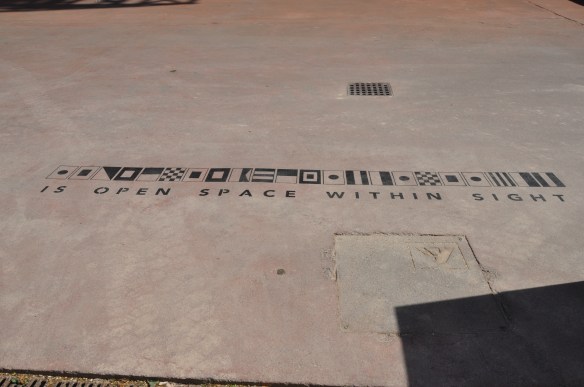 IS OPEN SPACE WITHIN SIGHT